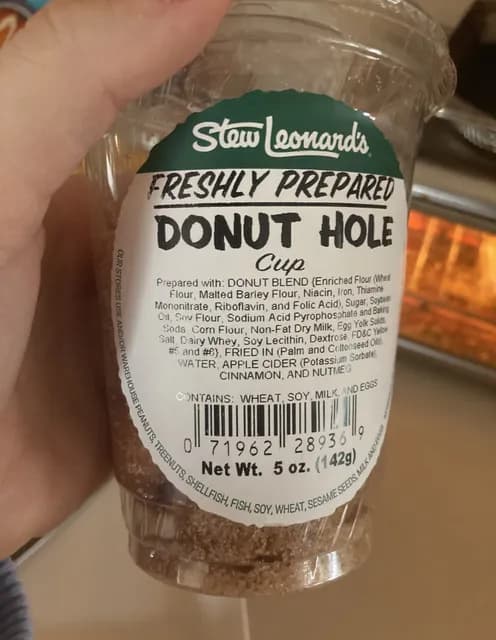 Stew Leonard's
FRESHLY PREPARED
DONUT HOLE
Cup
Prepared with: DONUT BLEND (Enriched Flour (Wheat
Flour, Malted Barley Flour, Niacin, Iron, Thiamine
Mononitrate, Riboflavin, and Folic Acid), Sugar, Soybean
Oil, Soy Flour, Sodium Acid Pyrophosphate and Baking
Soda, Corn Flour, Non-Fat Dry Milk, Egg Yolk Solids,
Salt, Dairy Whey, Soy Lecithin, Dextrose, FD&C Yellow
#5 and #6), FRIED IN (Palm and Cottonseed Oil),
WATER, APPLE CIDER (Potassium Sorbate),
CINNAMON, AND NUTMEG
CONTAINS: WHEAT, SOY, MILK, AND EGGS
0 71962 28936 9
Net Wt. 5 oz. (142g)
OUR STORES USE AND/OR WAREHOUSE PEANUTS, TREENUTS, SHELLFISH, FISH, SOY, WHEAT, SESAME SEEDS, MILK AND